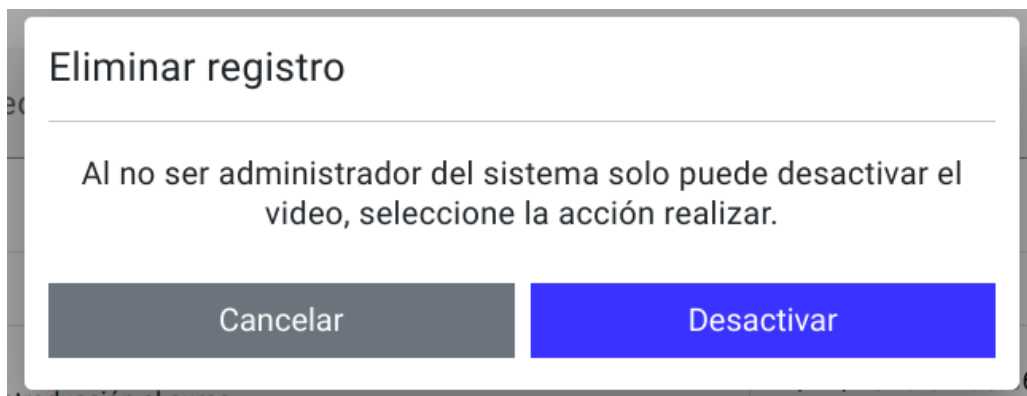 Eliminar registro
Al no ser administrador del sistema solo puede desactivar el
video, seleccione la acción realizar.
Cancelar
Desactivar